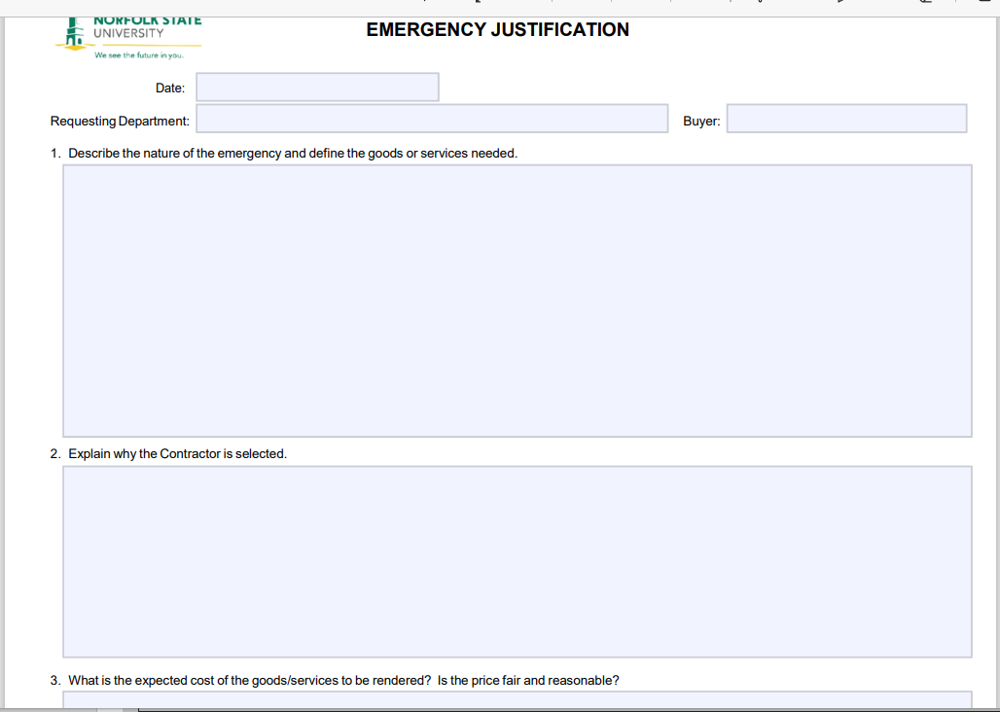 NORFOLK STATE
UNIVERSITY
We see the future in you.
EMERGENCY JUSTIFICATION
Date:
Requesting Department:
Buyer:
1. Describe the nature of the emergency and define the goods or services needed.
2. Explain why the Contractor is selected.
3. What is the expected cost of the goods/services to be rendered? Is the price fair and reasonable?